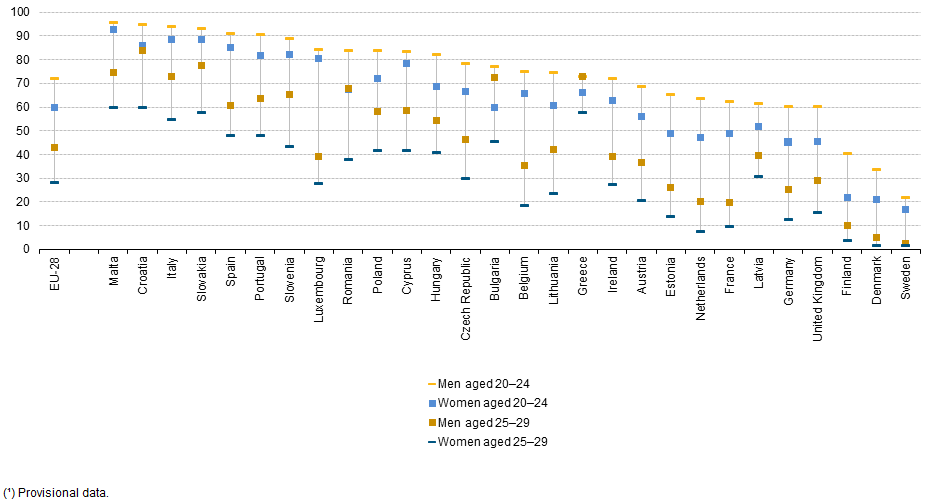 100
90
80
70
60
50
40
30
20
10
0
EU-28
Malta
Croatia
Italy
Slovakia
Spain
Portugal
Slovenia
Luxembourg
Romania
Poland
Cyprus
Hungary
Czech Republic
Bulgaria
Belgium
Lithuania
Greece
Ireland
Austria
Estonia
Netherlands
France
Latvia
Germany
United Kingdom
Finland
Denmark
Sweden
Men aged 20–24
Women aged 20–24
Men aged 25–29
Women aged 25–29
(¹) Provisional data.